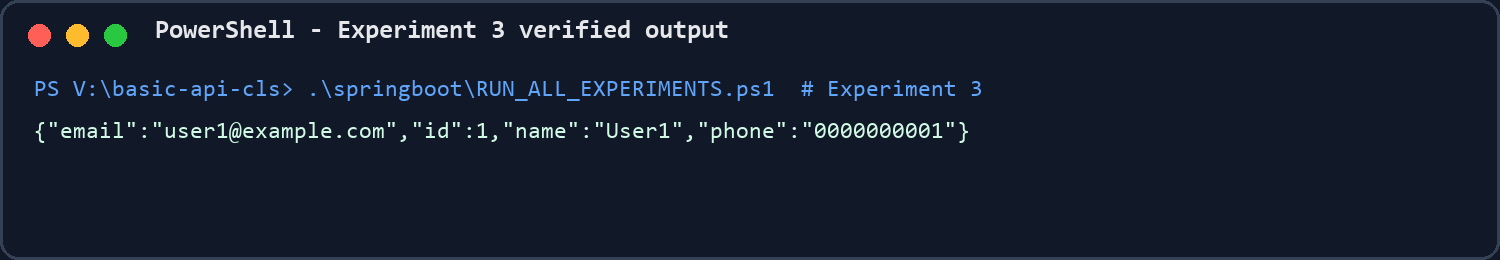 PowerShell - Experiment 3 verified output
PS V:\basic-api-cls> .\springboot\RUN_ALL_EXPERIMENTS.ps1  # Experiment 3
{"email":"user1@example.com","id":1,"name":"User1","phone":"0000000001"}